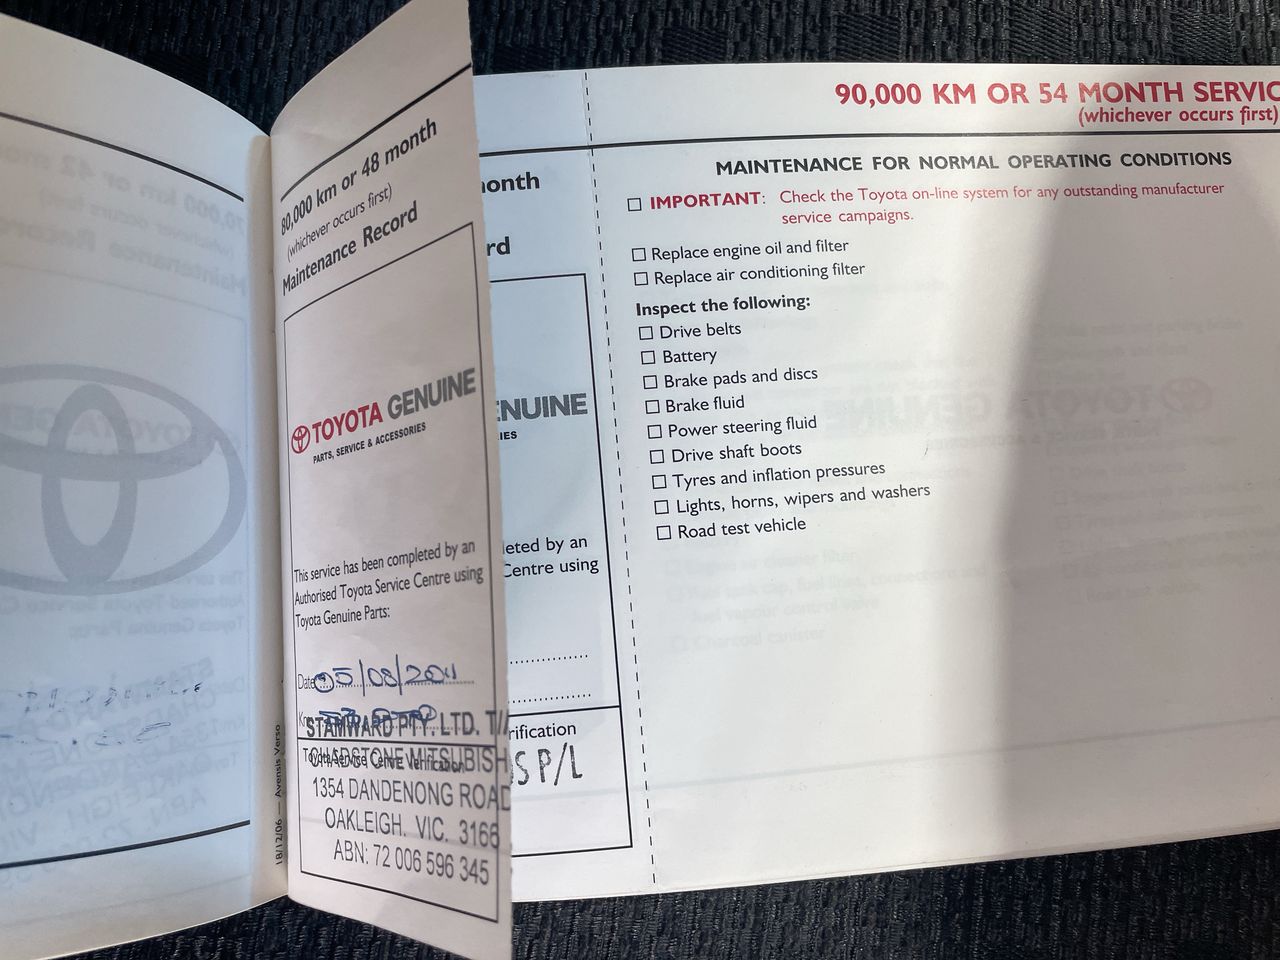 80,000 km or 48 month
(whichever occurs first)
Maintenance Record
TOYOTA GENUINE
PARTS, SERVICE & ACCESSORIES
This service has been completed by an
Authorised Toyota Service Centre using
Toyota Genuine Parts:
Date 05/08/2011
Km
STAMWARD PTY. LTD. T/
Toyota Service Centre Verification
CHADSTONE MITSUBISH
1354 DANDENONG ROAD
OAKLEIGH. VIC. 3166
ABN: 72 006 596 345
18/12/06 — Avensis Verso
onth
rd
ENUINE
IES
leted by an
Centre using
rification
S P/L
90,000 KM OR 54 MONTH SERVIC
(whichever occurs first)
MAINTENANCE FOR NORMAL OPERATING CONDITIONS
IMPORTANT: Check the Toyota on-line system for any outstanding manufacturer
service campaigns.
Replace engine oil and filter
Replace air conditioning filter
Inspect the following:
Drive belts
Battery
Brake pads and discs
Brake fluid
Power steering fluid
Drive shaft boots
Tyres and inflation pressures
Lights, horns, wipers and washers
Road test vehicle